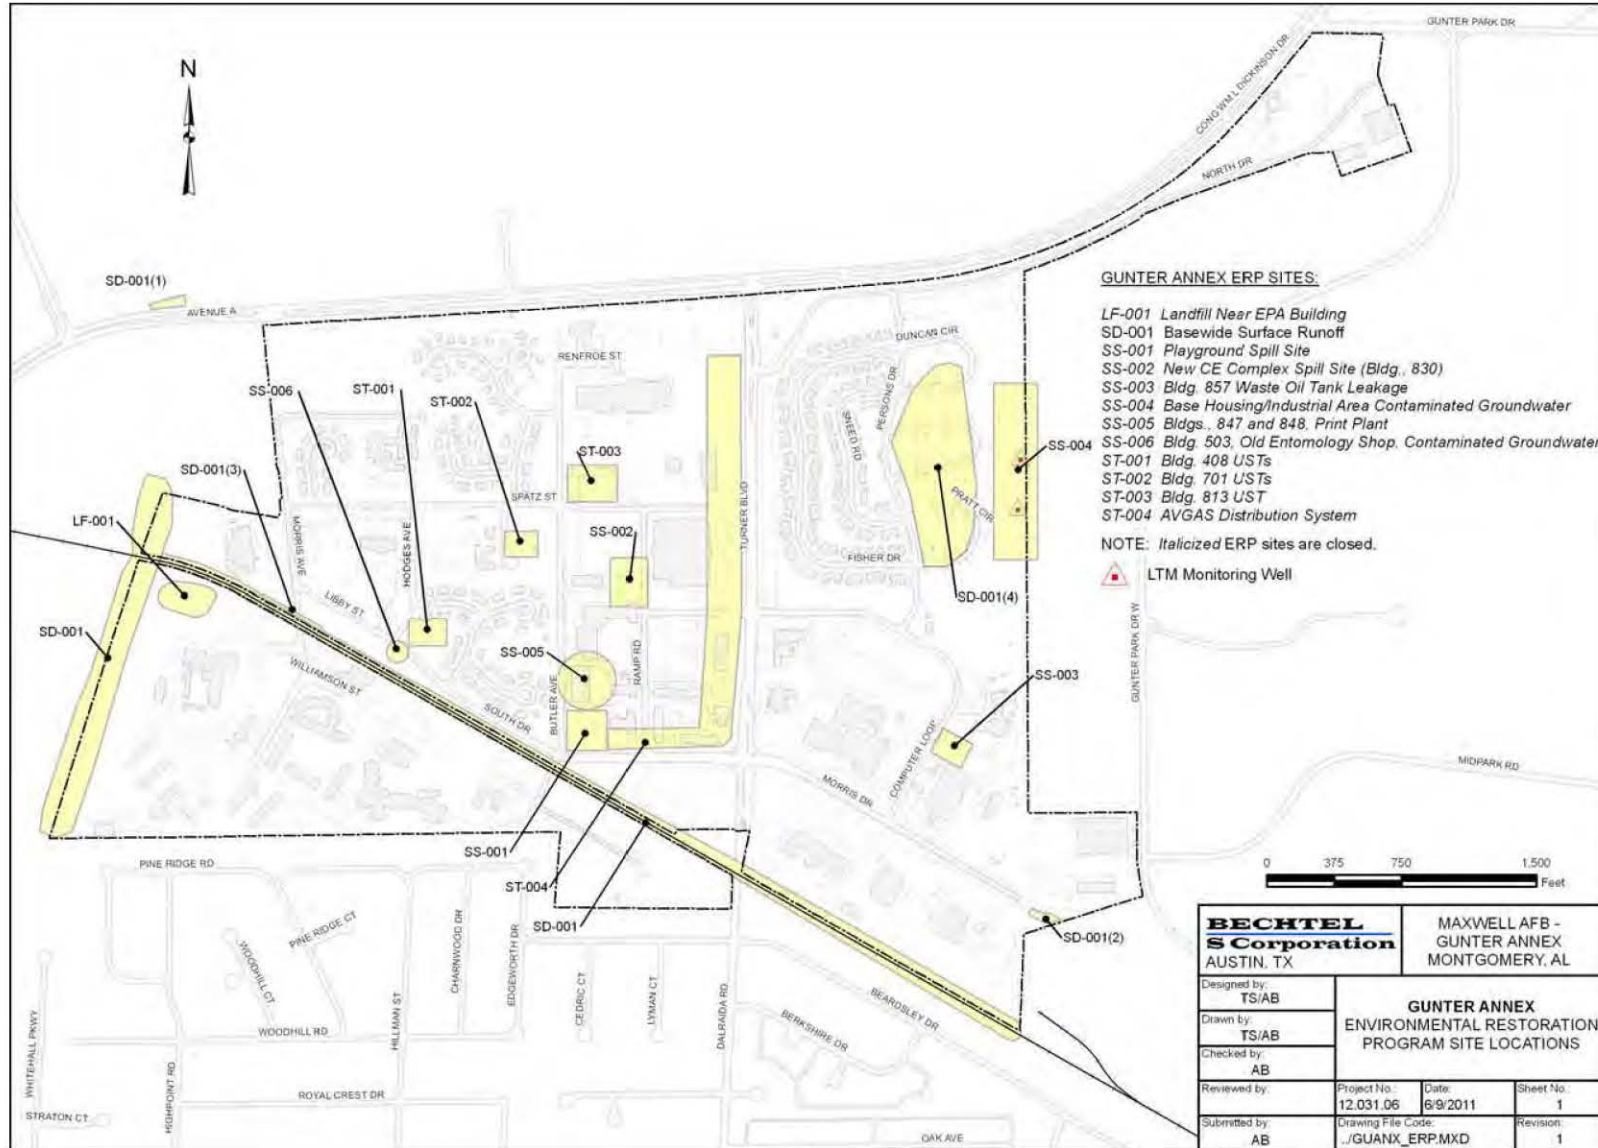 GUNTER PARK DR
CONG WM L DICKINSON DR
N
NORTH DR
SD-001(1)
AVENUE A
GUNTER ANNEX ERP SITES:
LF-001 Landfill Near EPA Building
SD-001 Basewide Surface Runoff
SS-001 Playground Spill Site
SS-002 New CE Complex Spill Site (Bldg., 830)
SS-003 Bldg. 857 Waste Oil Tank Leakage
SS-004 Base Housing/Industrial Area Contaminated Groundwater
SS-005 Bldgs., 847 and 848, Print Plant
SS-006 Bldg. 503, Old Entomology Shop, Contaminated Groundwater
ST-001 Bldg. 408 USTs
ST-002 Bldg. 701 USTs
ST-003 Bldg. 813 UST
ST-004 AVGAS Distribution System
NOTE: Italicized ERP sites are closed.
LTM Monitoring Well
DUNCAN CIR
RENFROE ST
SS-006
ST-001
ST-002
PERSONS DR
SNEED RD
SS-004
ST-003
SD-001(3)
SPATZ ST
PRATT CIR
TURNER BLVD
LF-001
MORRIS AVE
HODGES AVE
SS-002
FISHER DR
SD-001(4)
LIBBY ST
SD-001
WILLIAMSON ST
SS-005
RAMP RD
SS-003
GUNTER PARK DR W
BUTLER AVE
SOUTH DR
COMPUTER LOOP
MORRIS DR
MIDPARK RD
SS-001
PINE RIDGE RD
ST-004
SD-001
SD-001(2)
PINE RIDGE CT
WOODHILL CT
CHARNWOOD DR
EDGEWORTH DR
CEDRIC CT
LYMAN CT
DALRAIDA RD
BEARDSLEY DR
BERKSHIRE DR
WHITEHALL PKWY
HIGHPOINT RD
HILLMAN ST
WOODHILL RD
ROYAL CREST DR
STRATON CT
OAK AVE
0 375 750 1,500
Feet
BECHTEL
S Corporation
AUSTIN, TX
MAXWELL AFB -
GUNTER ANNEX
MONTGOMERY, AL
Designed by:
TS/AB
Drawn by:
TS/AB
Checked by:
AB
GUNTER ANNEX
ENVIRONMENTAL RESTORATION
PROGRAM SITE LOCATIONS
Reviewed by:
Project No.:
12.031.06
Date:
6/9/2011
Sheet No.:
1
Submitted by:
AB
Drawing File Code:
../GUANX_ERP.MXD
Revision:
1